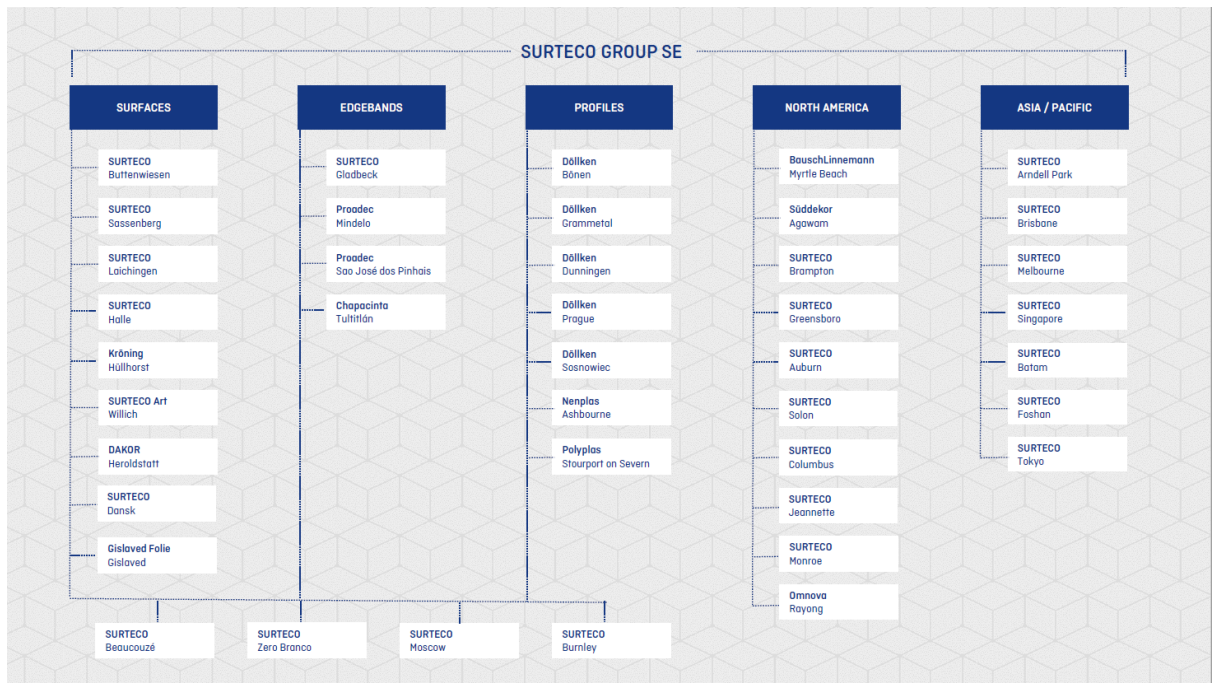 SURTECO GROUP SE
SURFACES
SURTECO
Buttenwiesen
SURTECO
Sassenberg
SURTECO
Laichingen
SURTECO
Halle
Kröning
Hüllhorst
SURTECO Art
Willich
DAKOR
Heroldstatt
SURTECO
Dansk
Gislaved Folie
Gislaved
EDGEBANDS
SURTECO
Gladbeck
Proadec
Mindelo
Proadec
Sao José dos Pinhais
Chapacinta
Tultitlán
PROFILES
Döllken
Bönen
Döllken
Grammetal
Döllken
Dunningen
Döllken
Prague
Döllken
Sosnowiec
Nenplas
Ashbourne
Polyplas
Stourport on Severn
SURTECO
Beaucouzé
SURTECO
Zero Branco
SURTECO
Moscow
SURTECO
Burnley
NORTH AMERICA
BauschLinnemann
Myrtle Beach
Süddekor
Agawam
SURTECO
Brampton
SURTECO
Greensboro
SURTECO
Auburn
SURTECO
Solon
SURTECO
Columbus
SURTECO
Jeannette
SURTECO
Monroe
Omnova
Rayong
ASIA / PACIFIC
SURTECO
Arndell Park
SURTECO
Brisbane
SURTECO
Melbourne
SURTECO
Singapore
SURTECO
Batam
SURTECO
Foshan
SURTECO
Tokyo